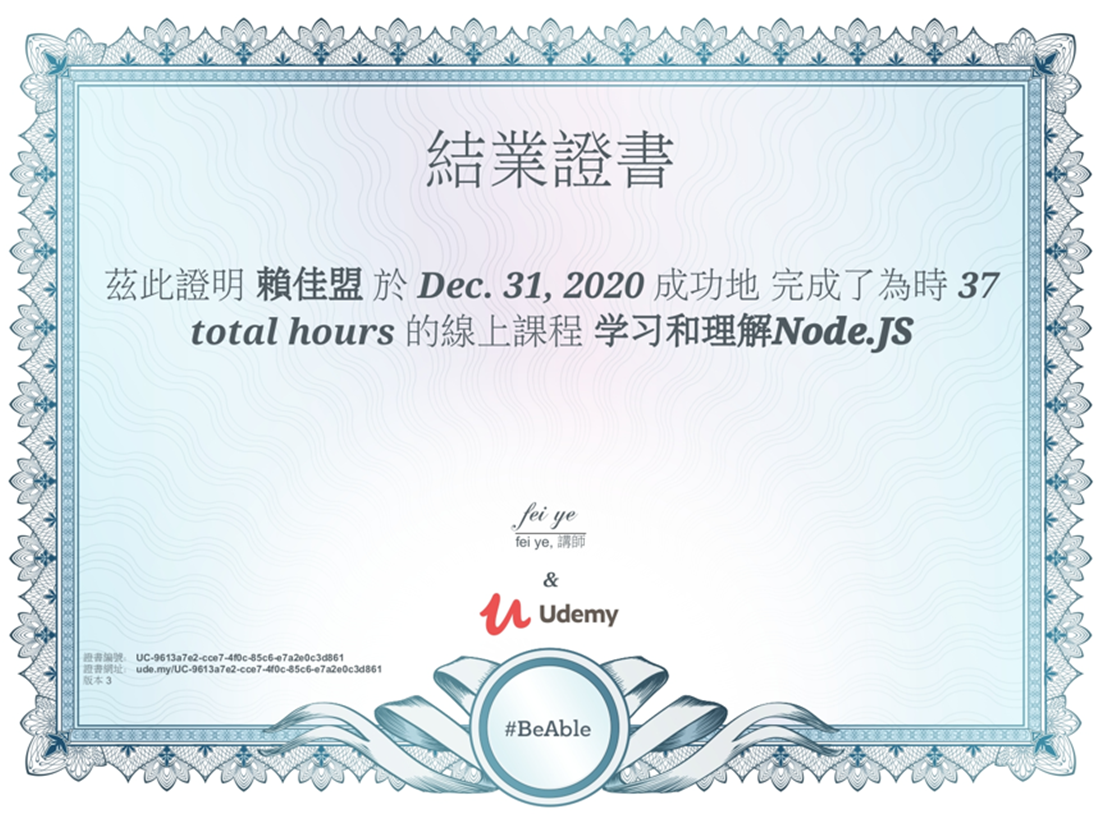 結業證書
茲此證明 賴佳盟 於 Dec. 31, 2020 成功地 完成了為時 37
total hours 的線上課程 学习和理解Node.JS
fei ye
fei ye, 講師
&
Udemy
證書編號: UC-9613a7e2-cce7-4f0c-85c6-e7a2e0c3d861
證書網址: ude.my/UC-9613a7e2-cce7-4f0c-85c6-e7a2e0c3d861
版本 3
#BeAble